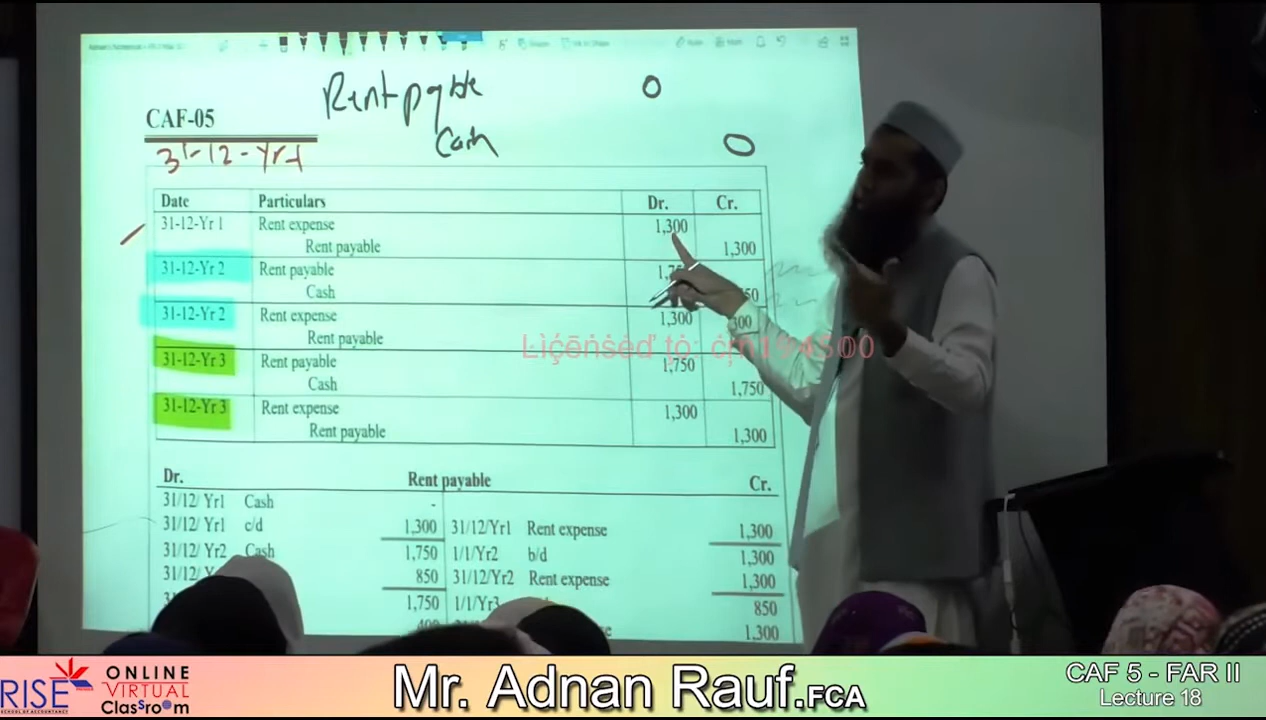 Rent payable 0
Cash 0
CAF-05
31-12-Yr1
Date Particulars Dr. Cr.
31-12-Yr 1 Rent expense 1,300
Rent payable 1,300
31-12-Yr 2 Rent payable
Cash
31-12-Yr 2 Rent expense 1,300
Rent payable
Licensed to:
31-12-Yr 3 Rent payable 1,750
Cash 1,750
31-12-Yr 3 Rent expense 1,300
Rent payable 1,300
Dr. Rent payable Cr.
31/12/ Yr1 Cash -
31/12/ Yr1 c/d 1,300 31/12/Yr1 Rent expense 1,300
31/12/ Yr2 Cash 1,750 1/1/Yr2 b/d 1,300
850 31/12/Yr2 Rent expense 1,300
1,750 1/1/Yr3 850
1,300
RISE
SCHOOL OF ACCOUNTANCY
ONLINE
VIRTUAL
Classroom
Mr. Adnan Rauf.FCA
CAF 5 - FAR II
Lecture 18